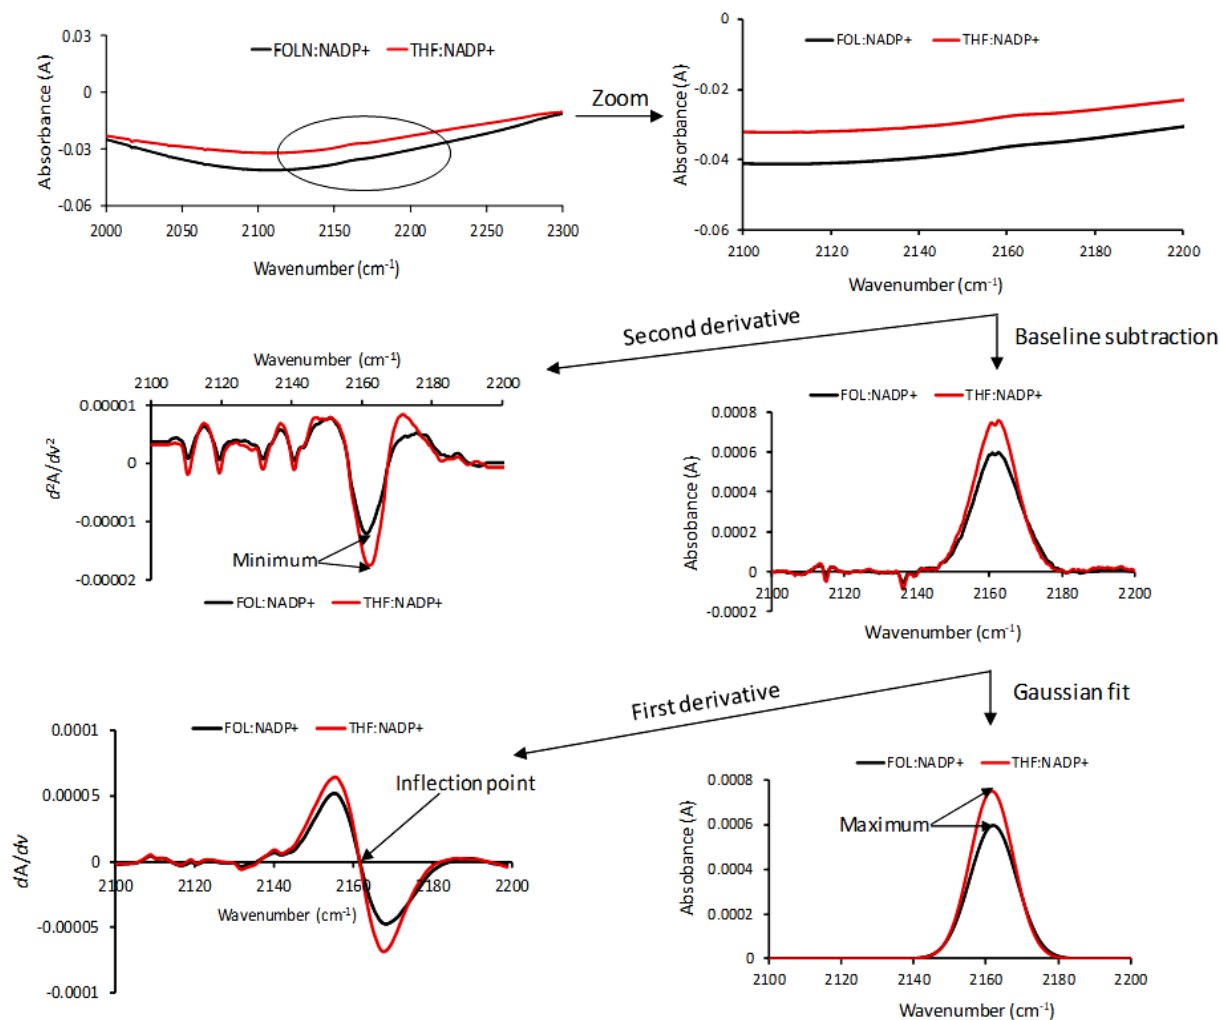 FOLN:NADP+ THF:NADP+
0.03
0
-0.03
-0.06
Absorbance (A)
2000 2050 2100 2150 2200 2250 2300
Wavenumber (cm-1)
Zoom
FOL:NADP+ THF:NADP+
0
-0.02
-0.04
-0.06
Absorbance (A)
2100 2120 2140 2160 2180 2200
Wavenumber (cm-1)
Second derivative
Baseline subtraction
Wavenumber (cm-1)
2100 2120 2140 2160 2180 2200
0.00001
0
-0.00001
-0.00002
d2A/dv2
Minimum
FOL:NADP+ THF:NADP+
FOL:NADP+ THF:NADP+
0.0008
0.0006
0.0004
0.0002
0
-0.0002
Absobance (A)
2100 2120 2140 2160 2180 2200
Wavenumber (cm-1)
First derivative
Gaussian fit
FOL:NADP+ THF:NADP+
0.0001
0.00005
0
-0.00005
-0.0001
dA/dv
Inflection point
2100 2120 2140 2160 2180 2200
Wavenumber (cm-1)
FOL:NADP+ THF:NADP+
0.0008
0.0006
0.0004
0.0002
0
Absorbance (A)
Maximum
2100 2120 2140 2160 2180 2200
Wavenumber (cm-1)